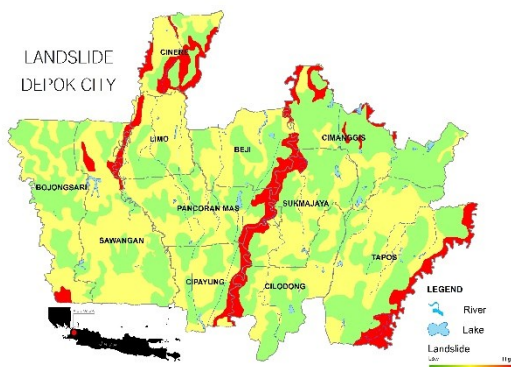 LANDSLIDE
DEPOK CITY
CINERE
LIMO
BEJI
CIMANGGIS
BOJONGSARI
PANCORAN MAS
SUKMAJAYA
SAWANGAN
TAPOS
CIPAYUNG
CILODONG
LEGEND
River
Lake
Landslide
Low